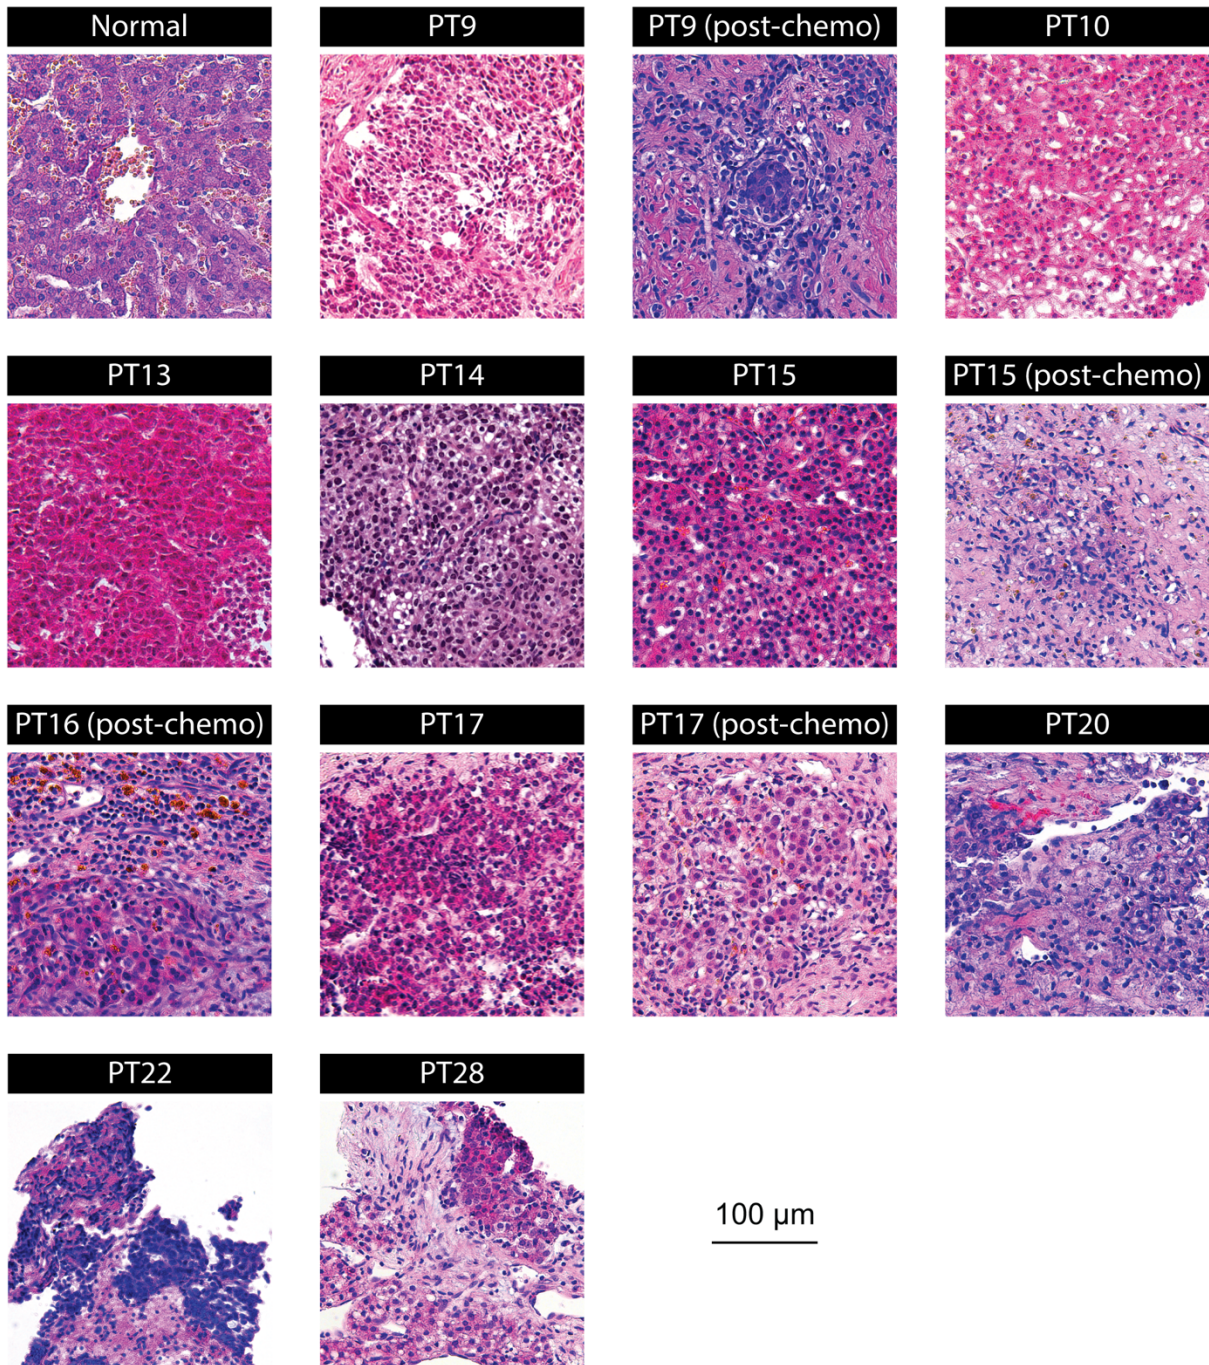 Normal
PT9
PT9 (post-chemo)
PT10
PT13
PT14
PT15
PT15 (post-chemo)
PT16 (post-chemo)
PT17
PT17 (post-chemo)
PT20
PT22
PT28
100 µm